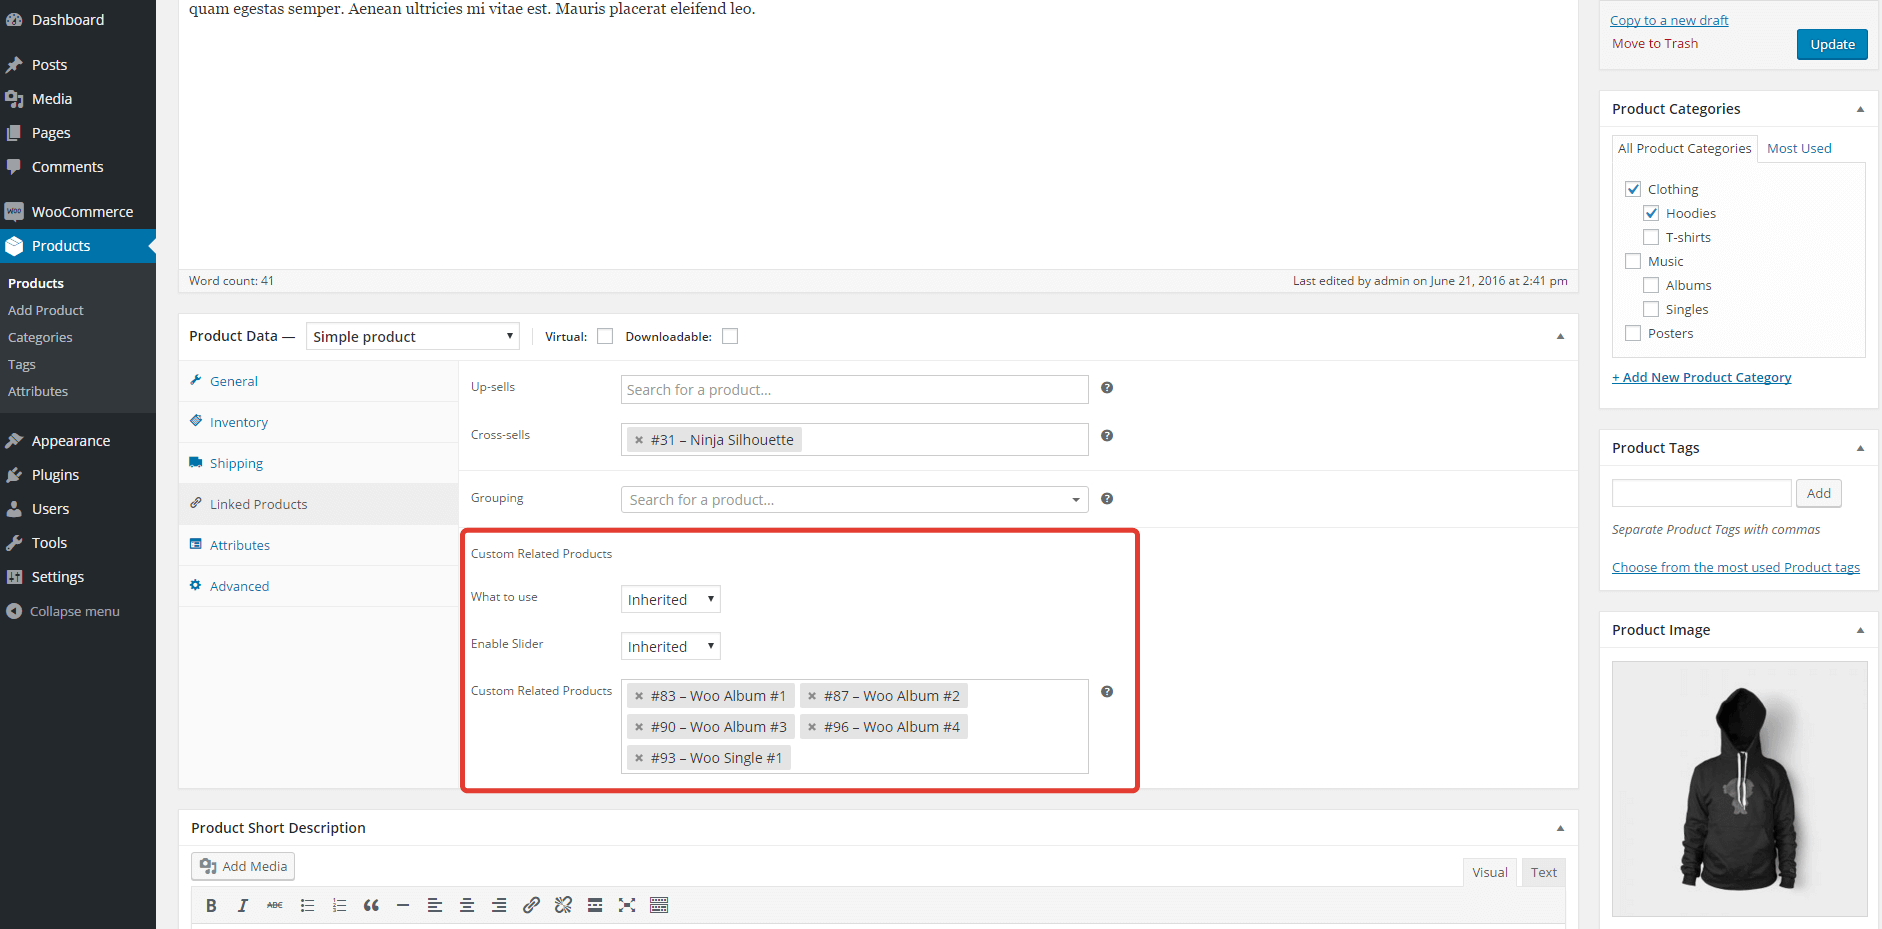 Dashboard
Posts
Media
Pages
Comments
Woo WooCommerce
Products
Products
Add Product
Categories
Tags
Attributes
Appearance
Plugins
Users
Tools
Settings
Collapse menu
quam egestas semper. Aenean ultricies mi vitae est. Mauris placerat eleifend leo.
Word count: 41
Last edited by admin on June 21, 2016 at 2:41 pm
Product Data — Simple product Virtual: Downloadable:
General
Inventory
Shipping
Linked Products
Attributes
Advanced
Up-sells Search for a product...
Cross-sells × #31 – Ninja Silhouette
Grouping Search for a product...
Custom Related Products
What to use Inherited
Enable Slider Inherited
Custom Related Products × #83 – Woo Album #1 × #87 – Woo Album #2
× #90 – Woo Album #3 × #96 – Woo Album #4
× #93 – Woo Single #1
Product Short Description
Add Media
Visual Text
B I ABC
Copy to a new draft
Move to Trash
Update
Product Categories
All Product Categories Most Used
Clothing
Hoodies
T-shirts
Music
Albums
Singles
Posters
+ Add New Product Category
Product Tags
Add
Separate Product Tags with commas
Choose from the most used Product tags
Product Image